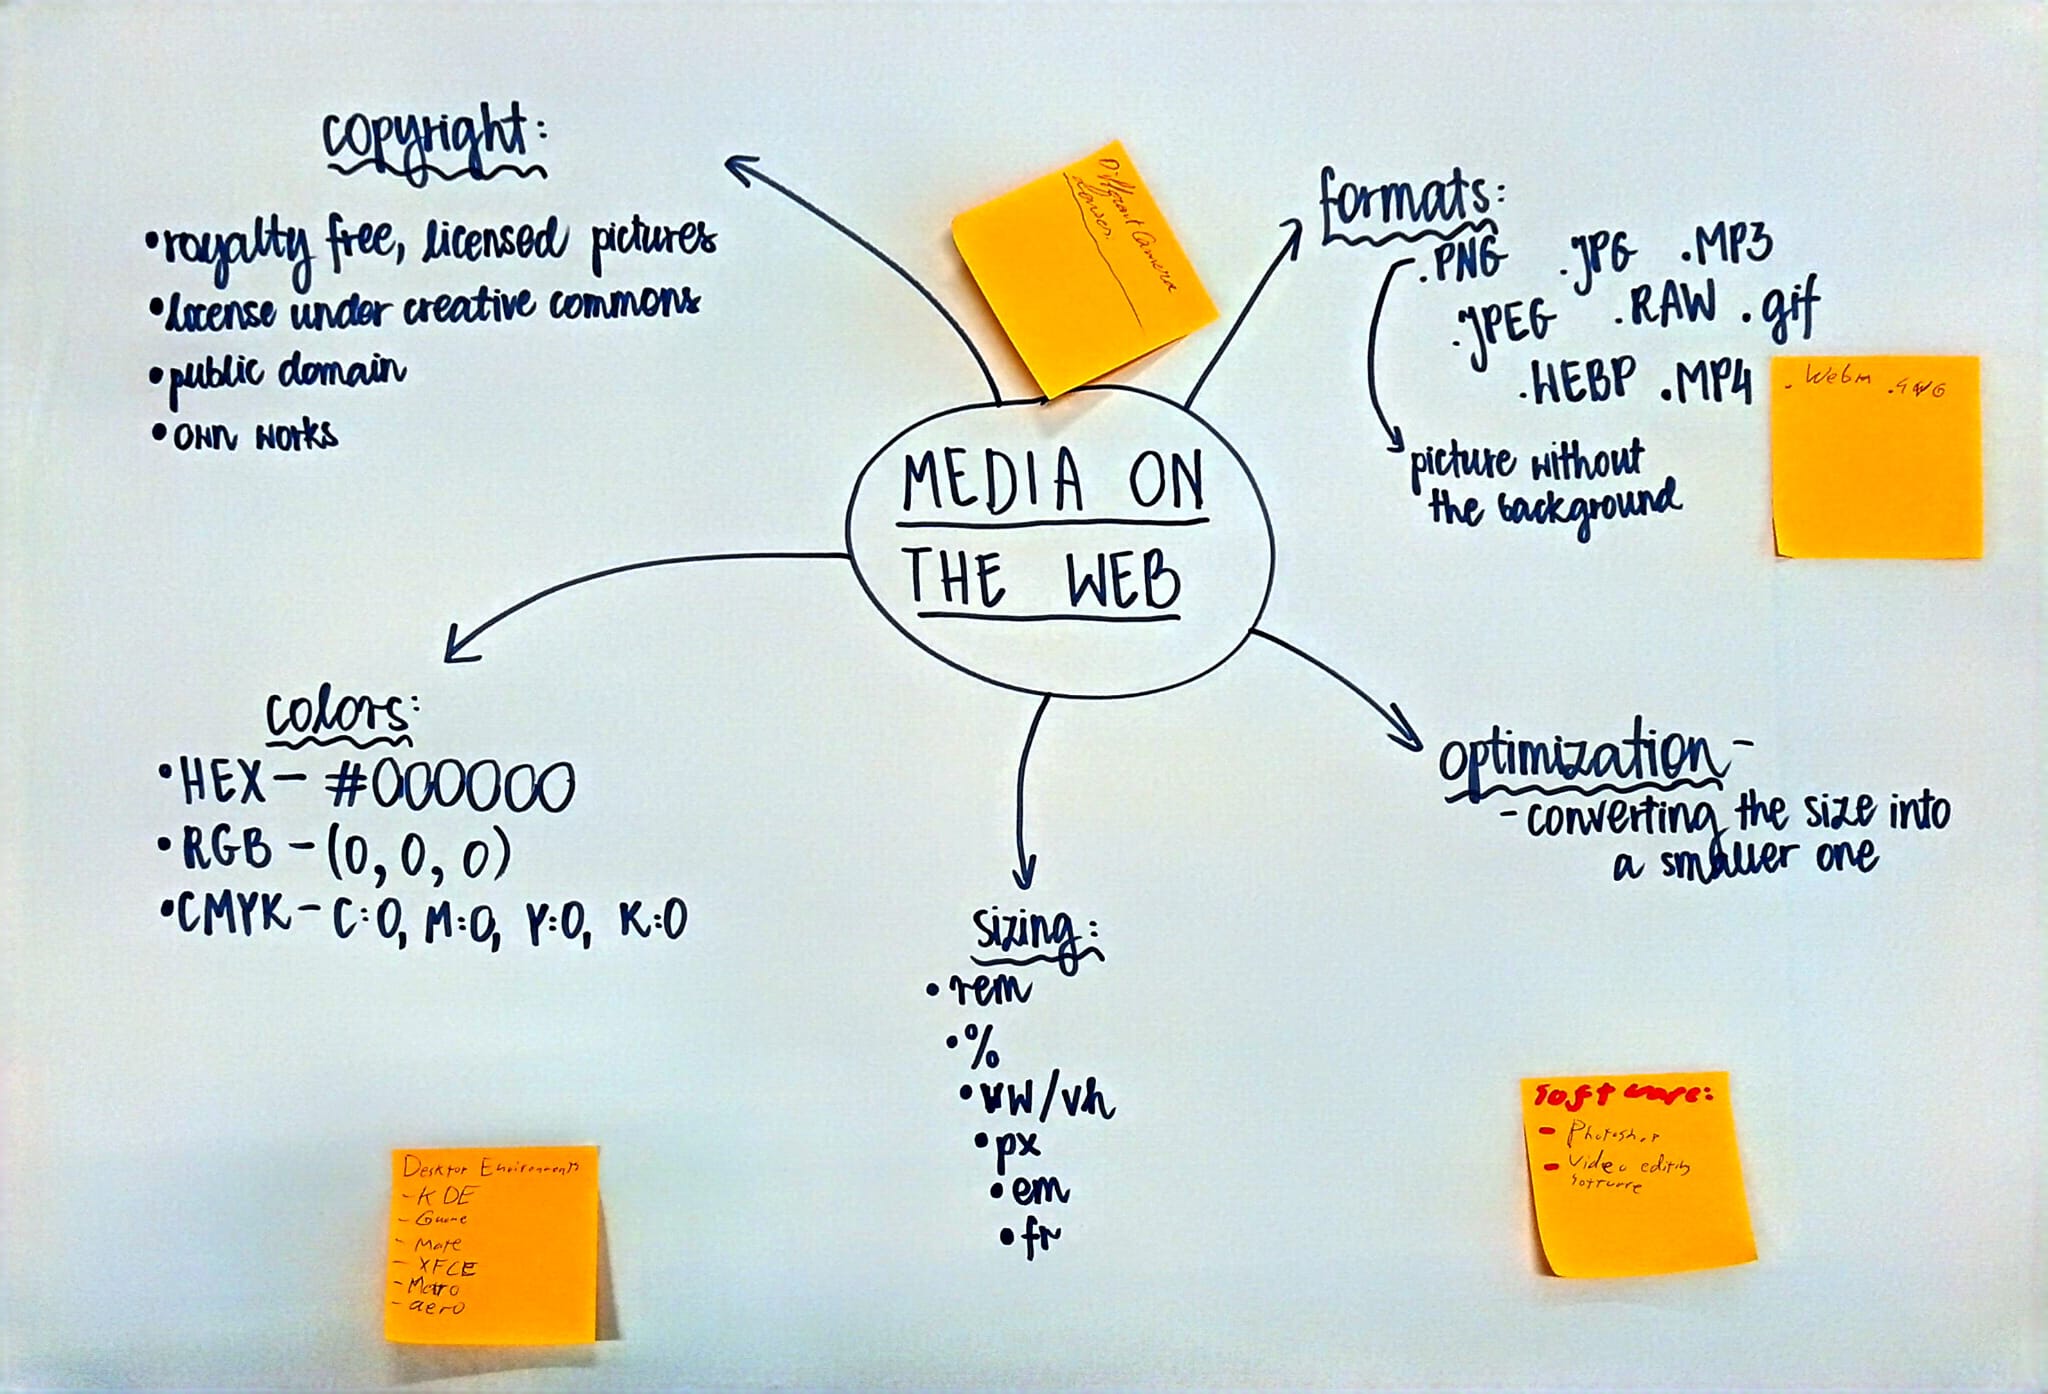 copyright:
• royalty free, licensed pictures
• license under creative commons
• public domain
• own works
Different Camera
formats:
.PNG .JPG .MP3
.JPEG .RAW .gif
.WEBP .MP4
. Webm
picture without
the background
MEDIA ON
THE WEB
colors:
• HEX – #000000
• RGB – (0, 0, 0)
• CMYK – C:0, M:0, Y:0, K:0
optimization –
- converting the size into
a smaller one
sizing:
• rem
• %
• vw/vh
• px
• em
• fr
Desktop Environments
- KDE
- Gnome
- Mate
- XFCE
- Metro
- aero
software:
- Photoshop
- Video editing
software